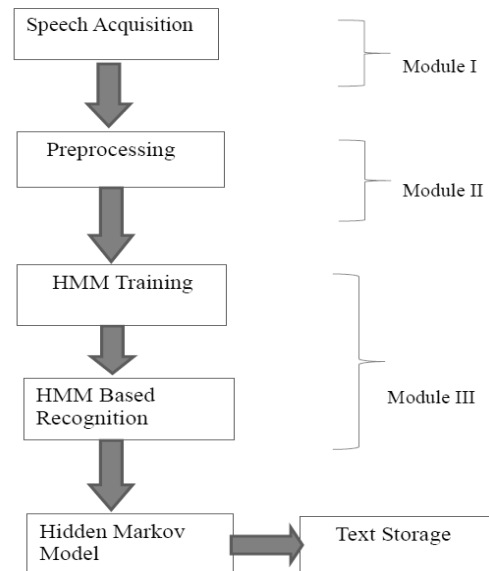 Speech Acquisition
Module I
Preprocessing
Module II
HMM Training
HMM Based
Recognition
Module III
Hidden Markov
Model
Text Storage